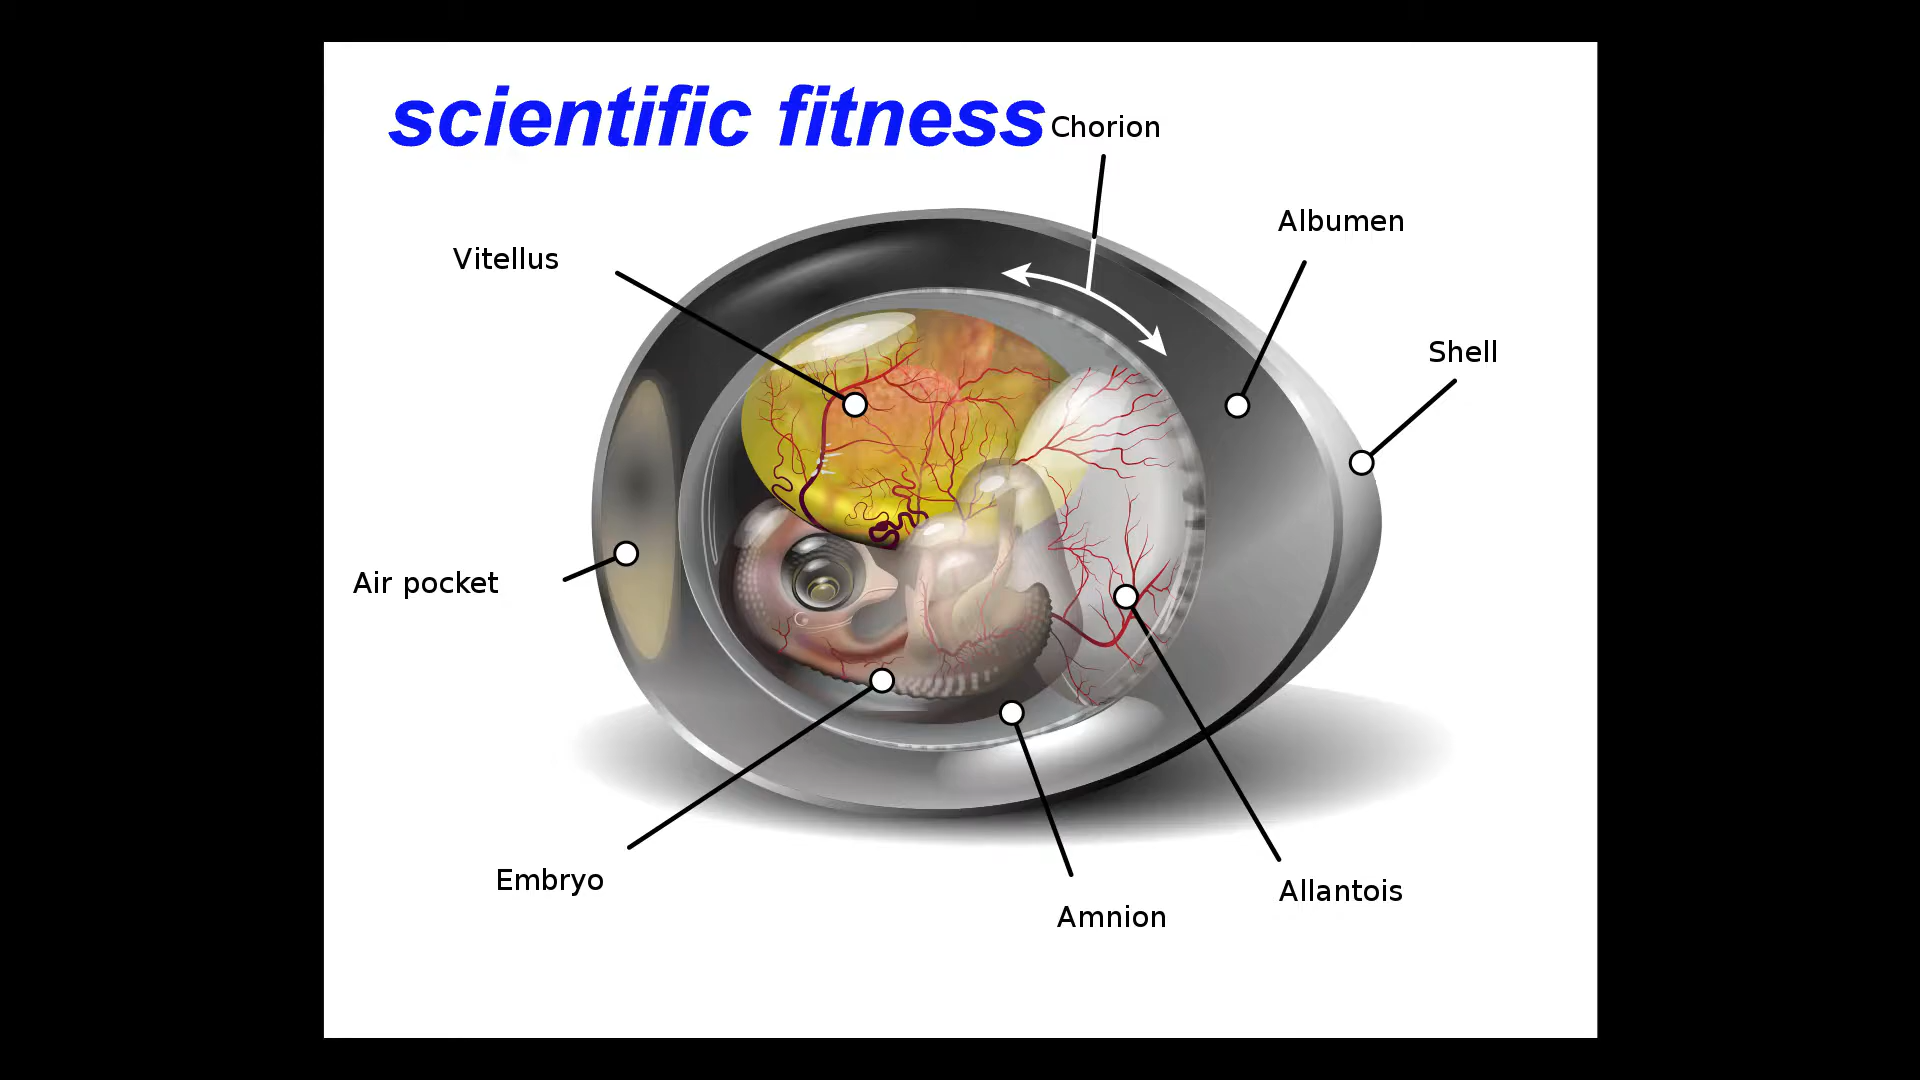 scientific fitness
Chorion
Albumen
Vitellus
Shell
Air pocket
Embryo
Allantois
Amnion